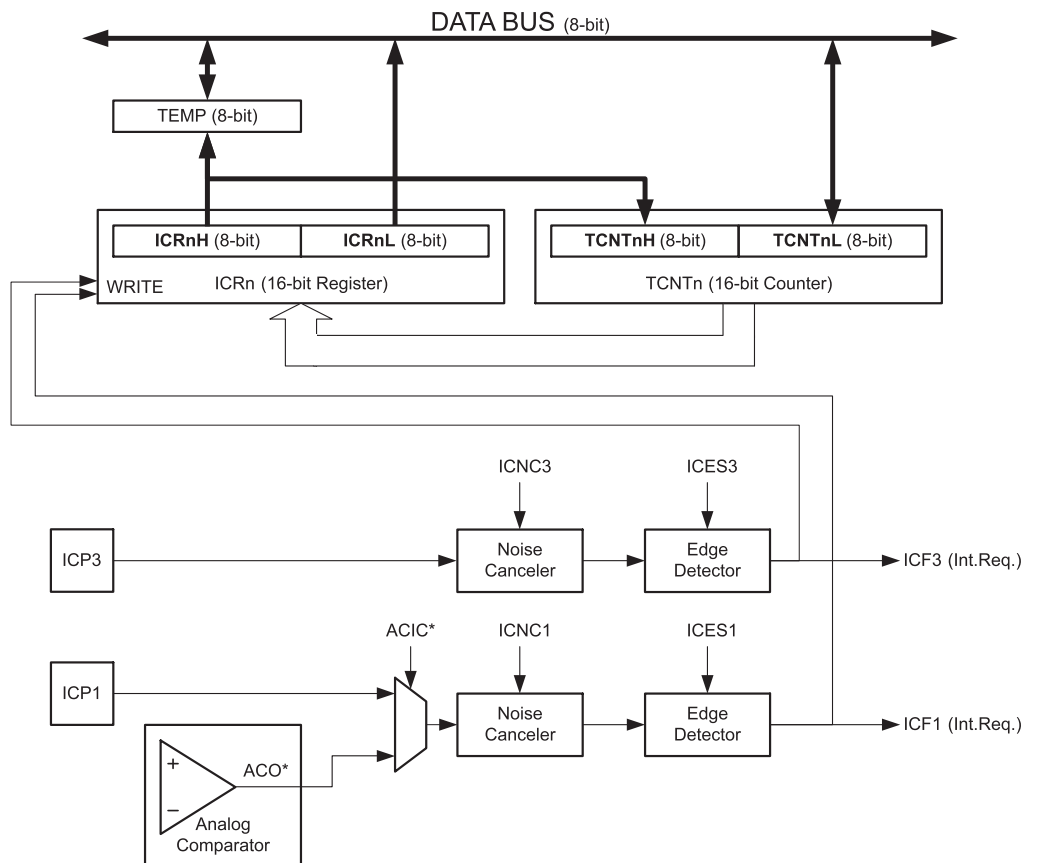 DATA BUS (8-bit)
TEMP (8-bit)
ICRnH (8-bit)
ICRnL (8-bit)
TCNTnH (8-bit)
TCNTnL (8-bit)
WRITE
ICRn (16-bit Register)
TCNTn (16-bit Counter)
ICNC3
ICES3
ICP3
Noise
Canceler
Edge
Detector
ICF3 (Int.Req.)
ACIC*
ICNC1
ICES1
ICP1
Noise
Canceler
Edge
Detector
ICF1 (Int.Req.)
+
ACO*
−
Analog
Comparator